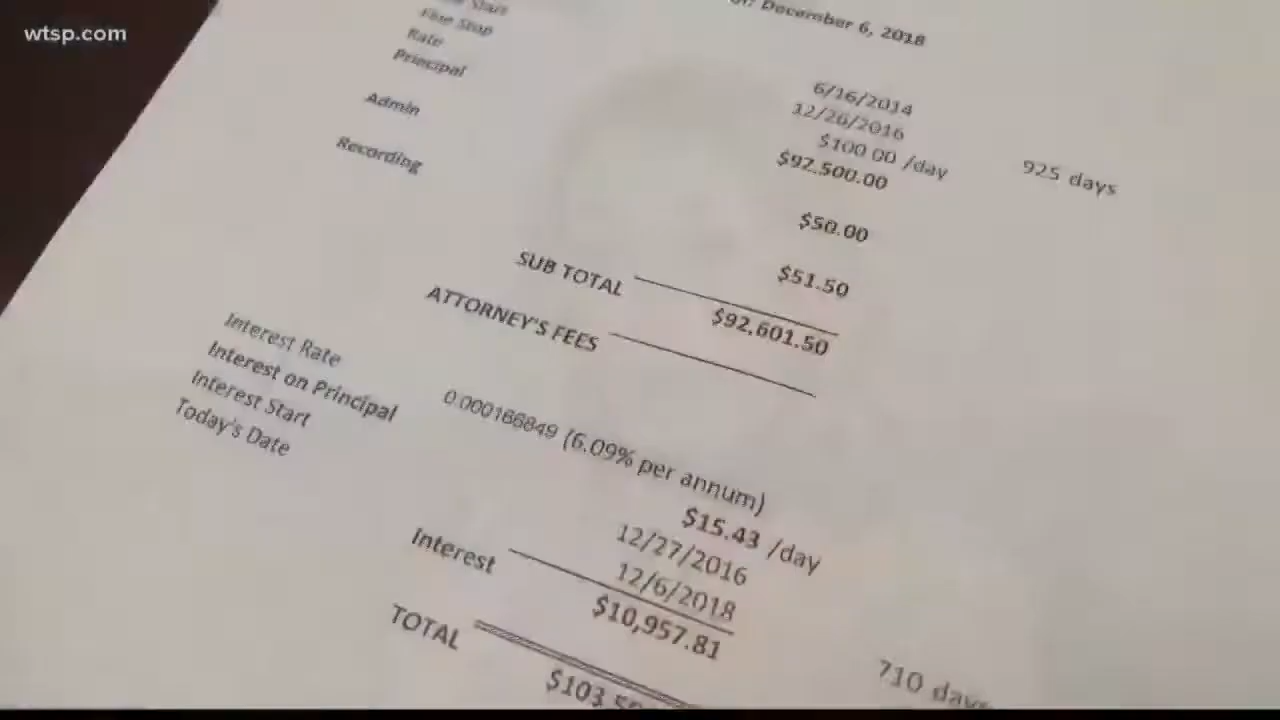 wtsp.com
December 6, 2018
Start 6/16/2014
Fine Stop 12/26/2016
Rate $100.00 /day 925 days
Principal $92,500.00
Admin $50.00
Recording $51.50
SUB TOTAL $92,601.50
ATTORNEY'S FEES
Interest Rate 0.000166849 (6.09% per annum)
Interest on Principal $15.43 /day
Interest Start 12/27/2016
Today's Date 12/6/2018
Interest $10,957.81 710 days
TOTAL